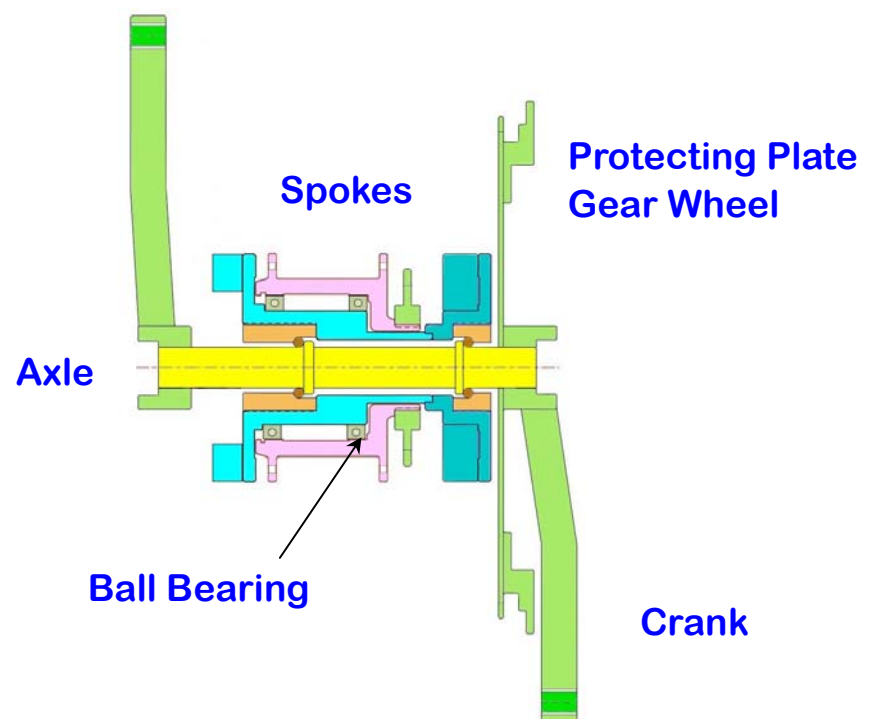 Protecting Plate
Gear Wheel
Spokes
Axle
Ball Bearing
Crank